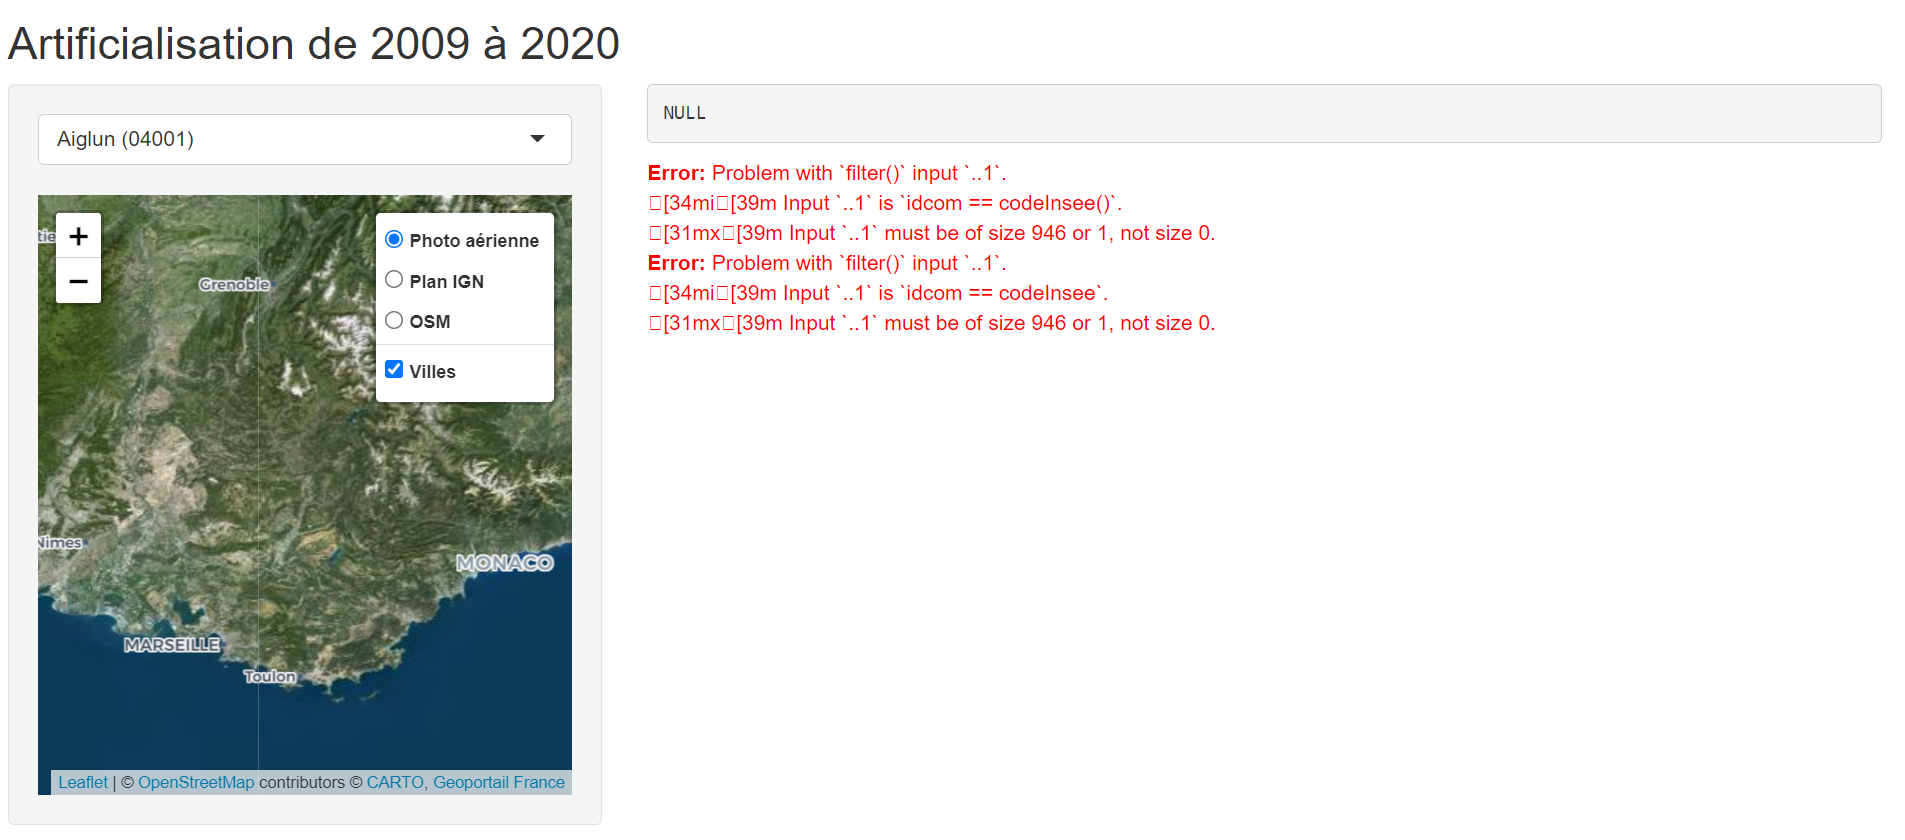 Artificialisation de 2009 à 2020
Aiglun (04001)
+
−
Photo aérienne
Plan IGN
OSM
Villes
Grenoble
Nîmes
MONACO
MARSEILLE
Toulon
Leaflet | © OpenStreetMap contributors © CARTO, Geoportail France
NULL
Error: Problem with `filter()` input `..1`.
□[34mi□[39m Input `..1` is `idcom == codeInsee()`.
□[31mx□[39m Input `..1` must be of size 946 or 1, not size 0.
Error: Problem with `filter()` input `..1`.
□[34mi□[39m Input `..1` is `idcom == codeInsee`.
□[31mx□[39m Input `..1` must be of size 946 or 1, not size 0.